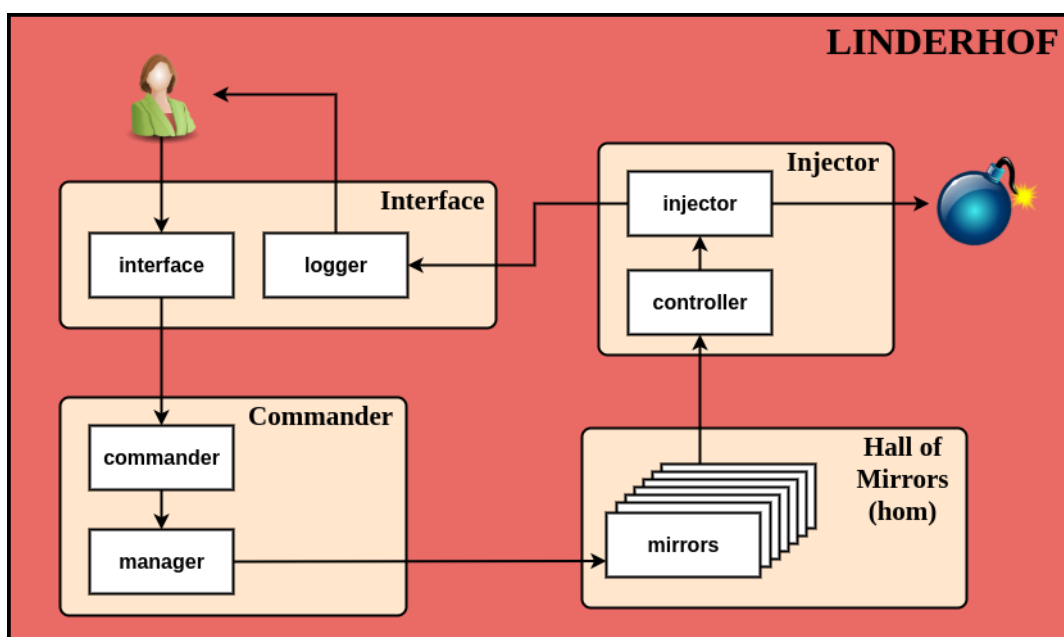 LINDERHOF
Interface
interface
logger
Injector
injector
controller
Commander
commander
manager
Hall of
Mirrors
(hom)
mirrors